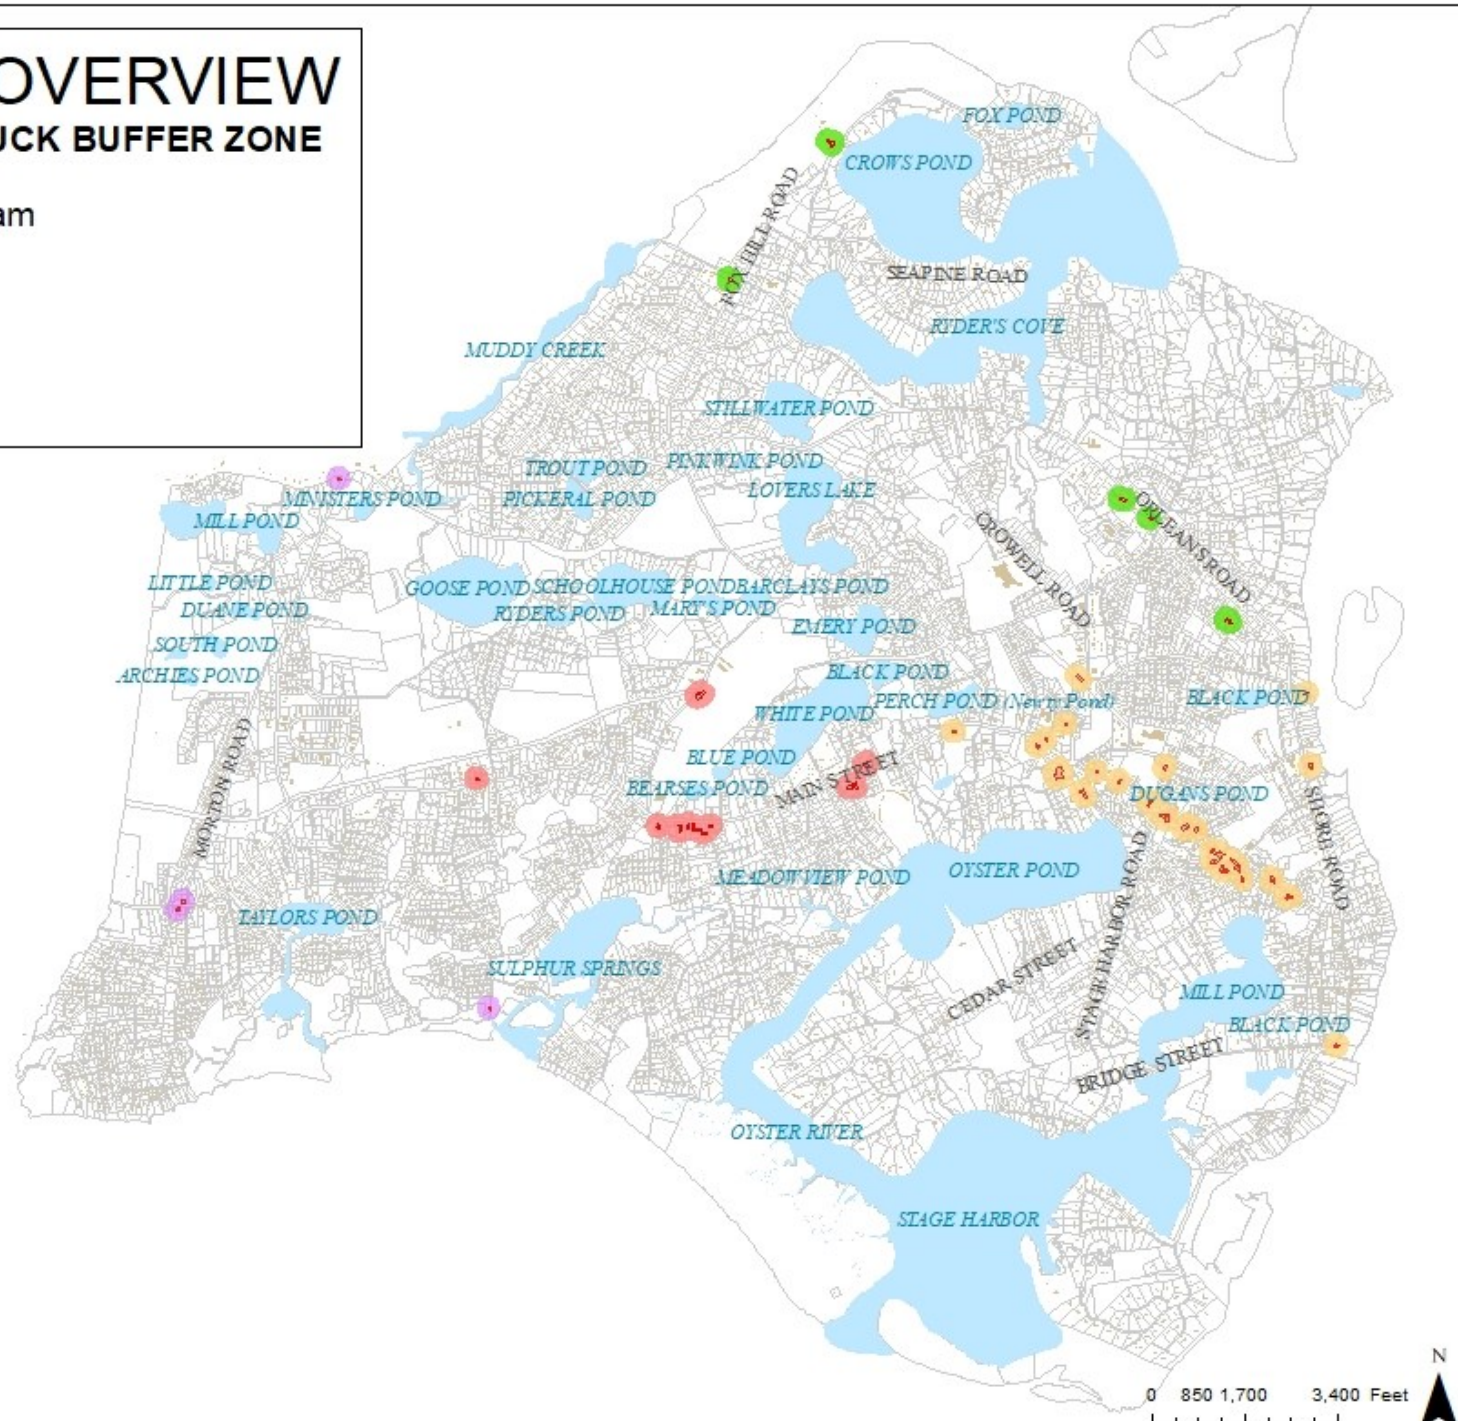 OVERVIEW
UCK BUFFER ZONE
am
FOX POND
CROWS POND
FOX HILL ROAD
SEAPINE ROAD
RYDER'S COVE
MUDDY CREEK
STILLWATER POND
TROUT POND
PINKWINK POND
MINISTERS POND
PICKERAL POND
LOVERS LAKE
ORLEANS ROAD
MILL POND
CROWELL ROAD
LITTLE POND
GOOSE POND
SCHOOLHOUSE POND
BARCLAYS POND
DUANE POND
RYDERS POND
MARY'S POND
EMERY POND
SOUTH POND
ARCHIES POND
BLACK POND
PERCH POND (Newty Pond)
BLACK POND
WHITE POND
MORTON ROAD
BLUE POND
BEARSES POND
MAIN STREET
DUGANS POND
SHORE ROAD
MEADOWVIEW POND
OYSTER POND
TAYLORS POND
STAGE HARBOR ROAD
SULPHUR SPRINGS
CEDAR STREET
MILL POND
BLACK POND
BRIDGE STREET
OYSTER RIVER
STAGE HARBOR
N
0 850 1,700 3,400 Feet